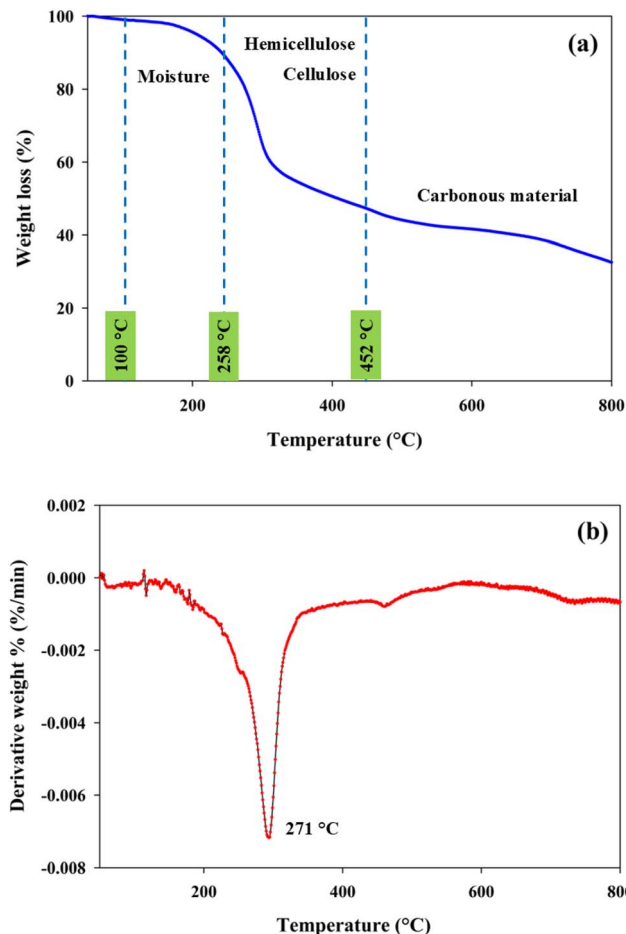 100
(a)
Hemicellulose
80
Moisture
Cellulose
60
Weight loss (%)
Carbonous material
40
20
100 °C
258 °C
452 °C
0
200
400
600
800
Temperature (°C)
0.002
(b)
0.000
-0.002
Derivative weight % (%/min)
-0.004
-0.006
271 °C
-0.008
200
400
600
800
Temperature (°C)